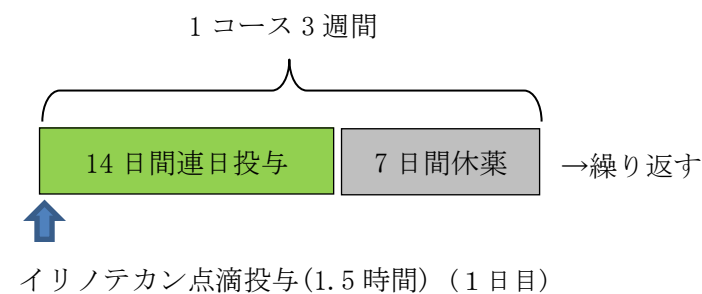 1コース3週間
14日間連日投与
7日間休薬
→繰り返す
イリノテカン点滴投与(1.5時間)（１日目）